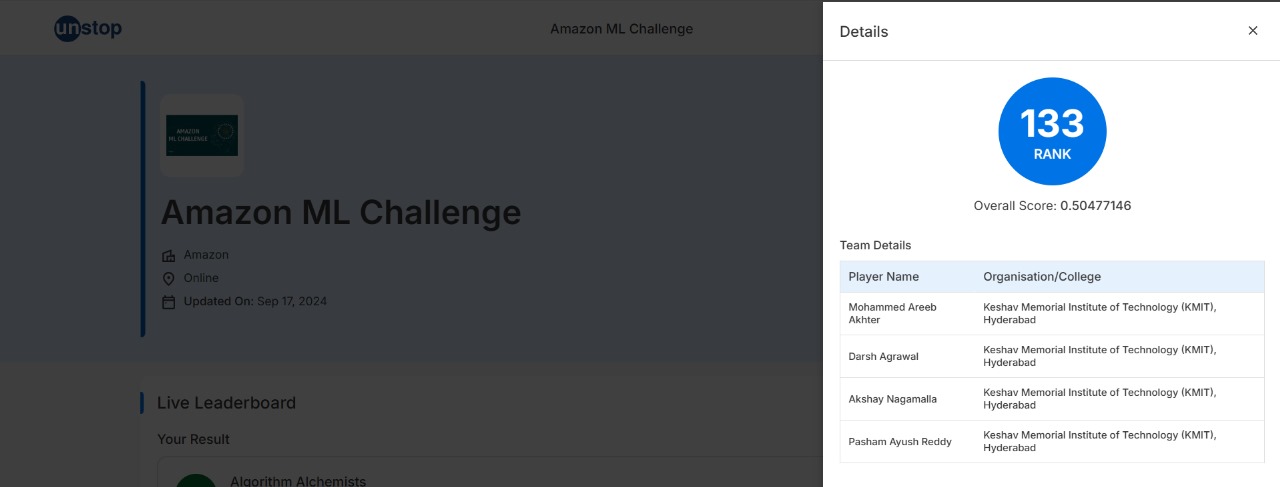 unstop
Amazon ML Challenge
AMAZON
ML CHALLENGE
Amazon ML Challenge
Amazon
Online
Updated On: Sep 17, 2024
Live Leaderboard
Your Result
Algorithm Alchemists
Details
133
RANK
Overall Score: 0.50477146
Team Details
Player Name Organisation/College
Mohammed Areeb Akhter Keshav Memorial Institute of Technology (KMIT), Hyderabad
Darsh Agrawal Keshav Memorial Institute of Technology (KMIT), Hyderabad
Akshay Nagamalla Keshav Memorial Institute of Technology (KMIT), Hyderabad
Pasham Ayush Reddy Keshav Memorial Institute of Technology (KMIT), Hyderabad